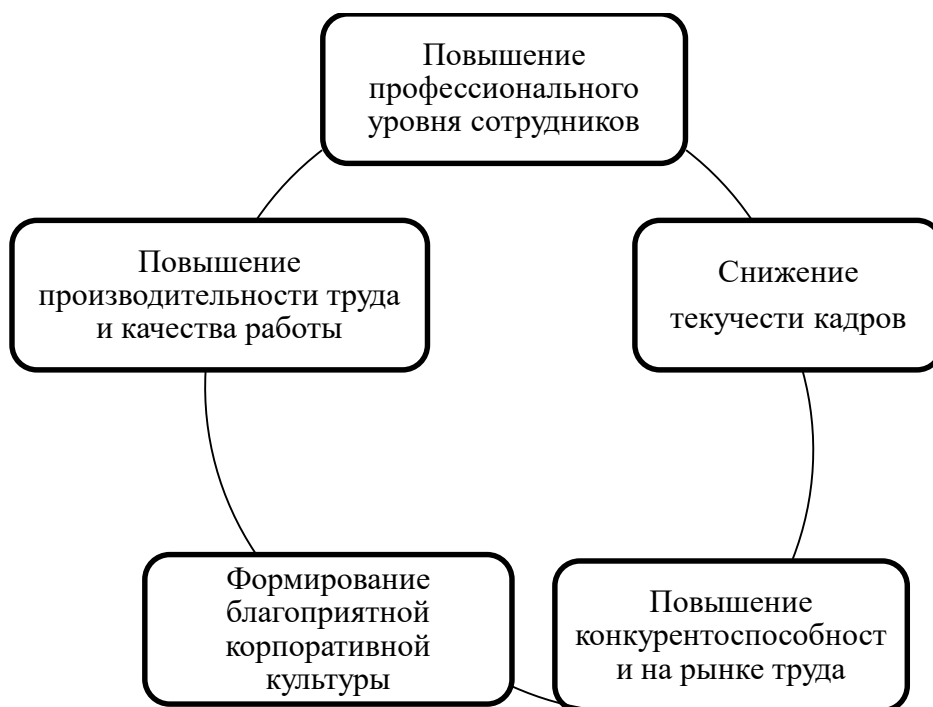 Повышение
профессионального
уровня сотрудников
Повышение
производительности труда
и качества работы
Снижение
текучести кадров
Формирование
благоприятной
корпоративной
культуры
Повышение
конкурентоспособност
и на рынке труда